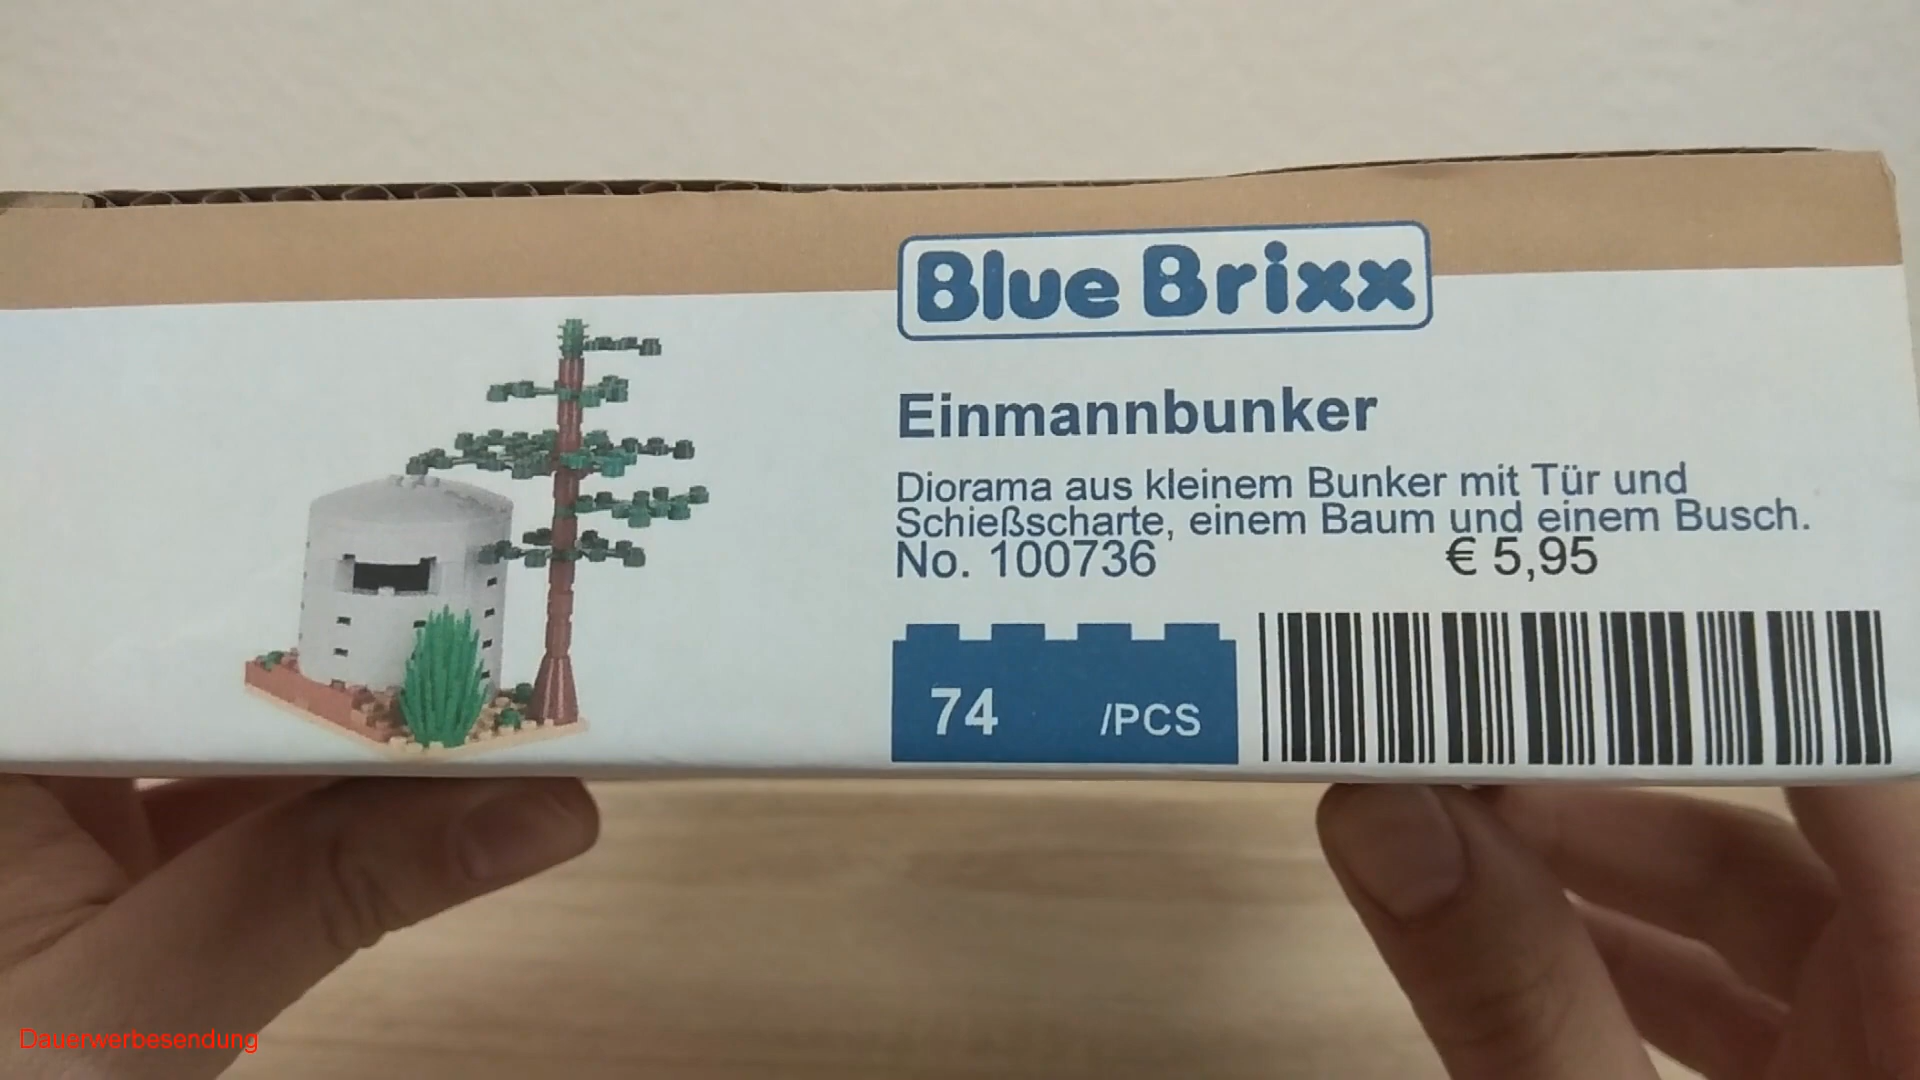 Blue Brixx
Einmannbunker
Diorama aus kleinem Bunker mit Tür und
Schießscharte, einem Baum und einem Busch.
No. 100736 € 5,95
74 /PCS
Dauerwerbesendung